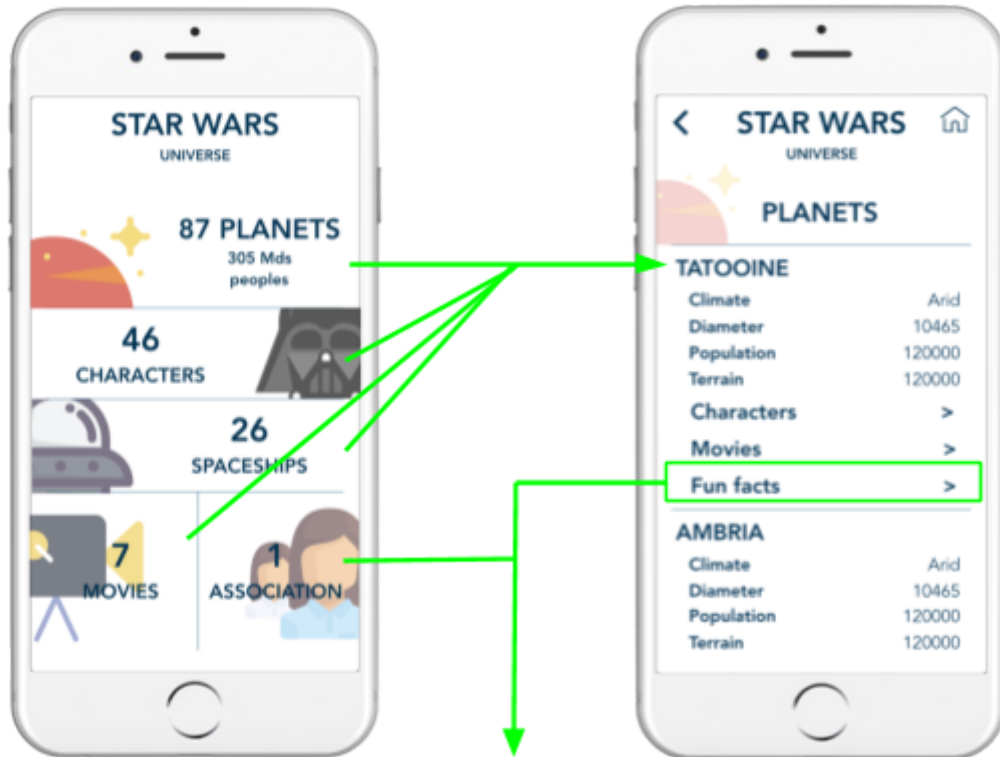 STAR WARS
UNIVERSE
87 PLANETS
305 Mds
peoples
46
CHARACTERS
26
SPACESHIPS
7
MOVIES
1
ASSOCIATION
<
STAR WARS
UNIVERSE
PLANETS
TATOOINE
Climate Arid
Diameter 10465
Population 120000
Terrain 120000
Characters >
Movies >
Fun facts >
AMBRIA
Climate Arid
Diameter 10465
Population 120000
Terrain 120000